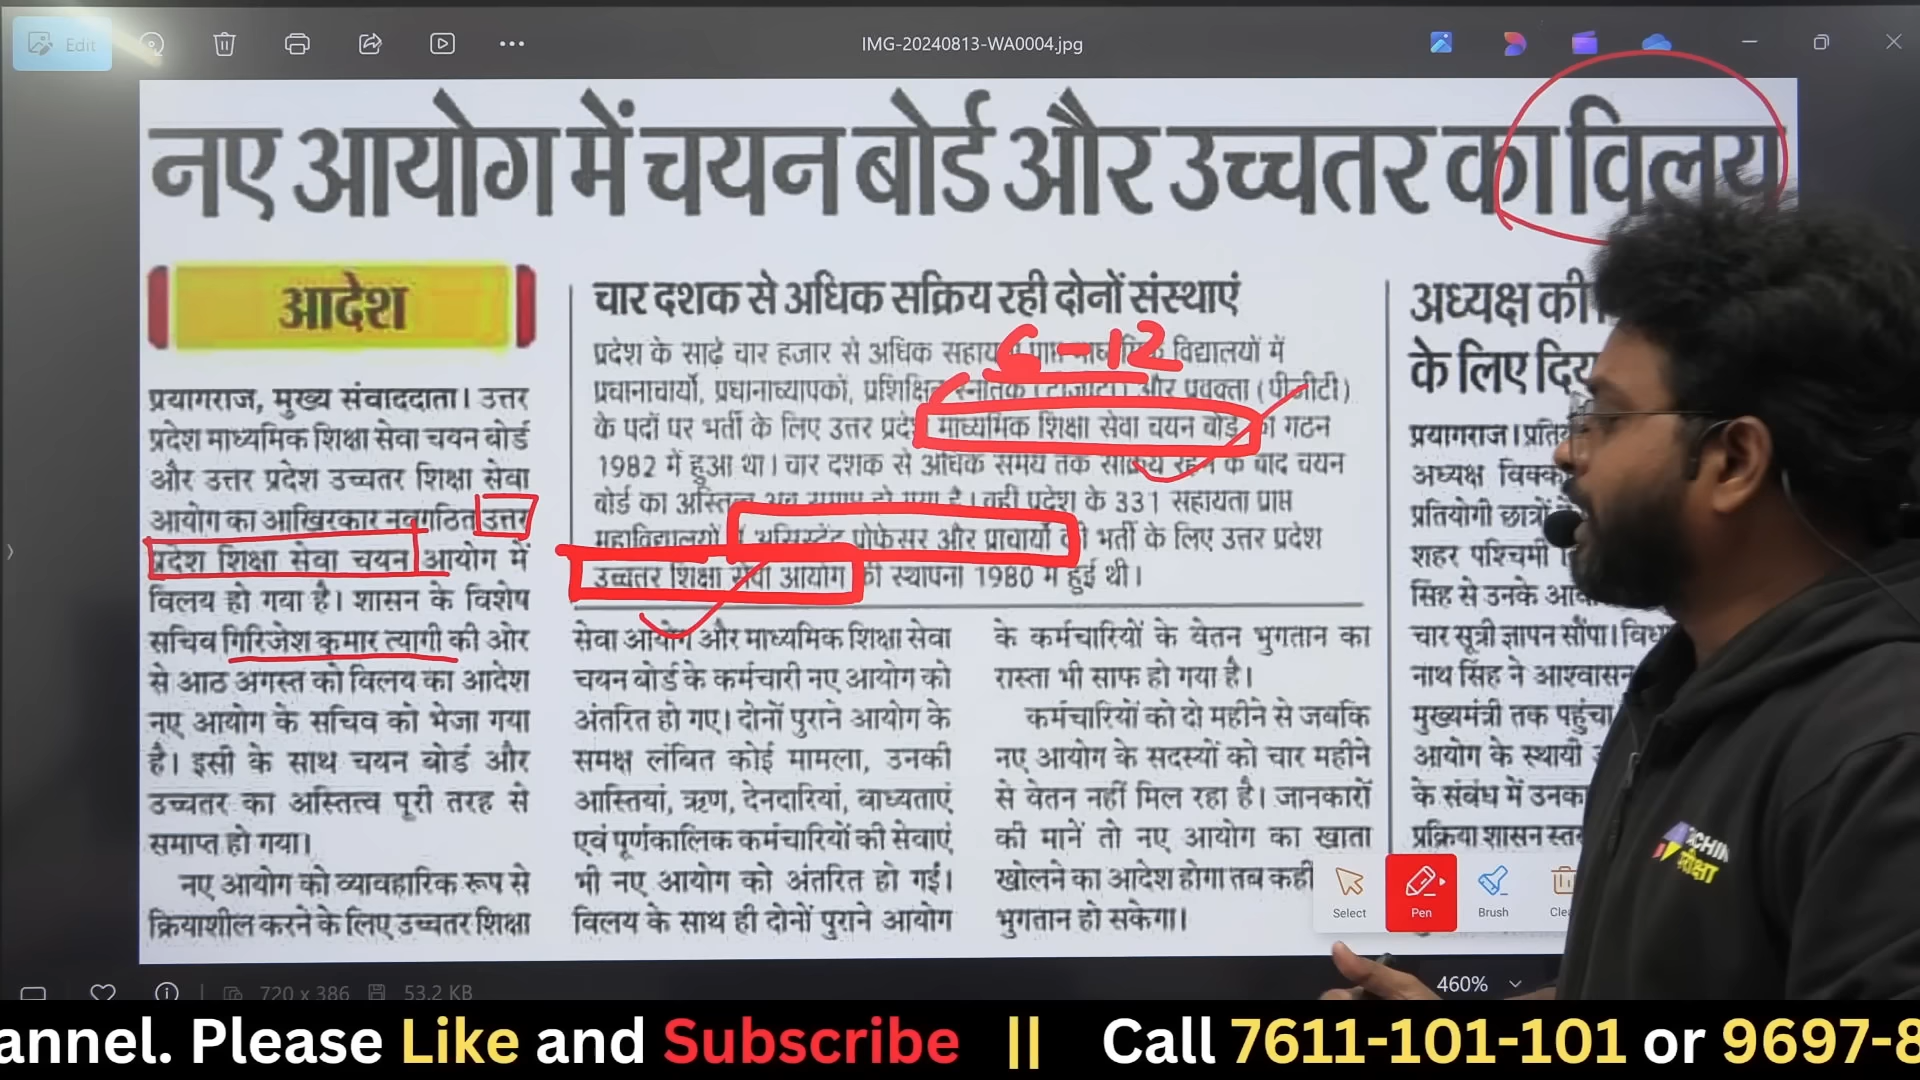 Edit
IMG-20240813-WA0004.jpg
नए आयोग में चयन बोर्ड और उच्चतर का विलय
आदेश
प्रयागराज, मुख्य संवाददाता। उत्तर
प्रदेश माध्यमिक शिक्षा सेवा चयन बोर्ड
और उत्तर प्रदेश उच्चतर शिक्षा सेवा
आयोग का आखिरकार नवगठित उत्तर
प्रदेश शिक्षा सेवा चयन आयोग में
विलय हो गया है। शासन के विशेष
सचिव गिरिजेश कुमार त्यागी की ओर
से आठ अगस्त को विलय का आदेश
नए आयोग के सचिव को भेजा गया
है। इसी के साथ चयन बोर्ड और
उच्चतर का अस्तित्व पूरी तरह से
समाप्त हो गया।
नए आयोग को व्यावहारिक रूप से
क्रियाशील करने के लिए उच्चतर शिक्षा
चार दशक से अधिक सक्रिय रही दोनों संस्थाएं
6-12
प्रदेश के साढ़े चार हजार से अधिक विद्यालयों में
प्रधानाचार्यों, प्रधानाध्यापकों, और प्रवक्ता (पीजीटी)
के पदों पर भर्ती के लिए उत्तर प्रदेश माध्यमिक शिक्षा सेवा चयन बोर्ड का गठन
1982 में हुआ था। चार दशक से अधिक समय तक सक्रिय रहने के बाद चयन
बोर्ड का अस्तित्व अब समाप्त हो गया है। वहीं प्रदेश के 331 सहायता प्राप्त
महाविद्यालयों में असिस्टेंट प्रोफेसर और प्राचार्यों की भर्ती के लिए उत्तर प्रदेश
उच्चतर शिक्षा सेवा आयोग की स्थापना 1980 में हुई थी।
सेवा आयोग और माध्यमिक शिक्षा सेवा
चयन बोर्ड के कर्मचारी नए आयोग को
अंतरित हो गए। दोनों पुराने आयोग के
समक्ष लंबित कोई मामला, उनकी
आस्तियां, ऋण, देनदारियां, बाध्यताएं
एवं पूर्णकालिक कर्मचारियों की सेवाएं
भी नए आयोग को अंतरित हो गईं।
विलय के साथ ही दोनों पुराने आयोग
के कर्मचारियों के वेतन भुगतान का
रास्ता भी साफ हो गया है।
कर्मचारियों को दो महीने से जबकि
नए आयोग के सदस्यों को चार महीने
से वेतन नहीं मिल रहा है। जानकारों
की मानें तो नए आयोग का खाता
खोलने का आदेश होगा तब कहीं
भुगतान हो सकेगा।
अध्यक्ष की
के लिए
प्रयागराज।
अध्यक्ष
प्रतियोगी छात्रों
शहर पश्चिमी
सिंह से उनके
चार सूत्री ज्ञापन सौंपा।
नाथ सिंह ने आश्वासन
मुख्यमंत्री तक
आयोग के स्थायी
के संबंध में
प्रक्रिया शासन
Select
Pen
Brush
720 x 386
53.2 KB
460%
annel. Please Like and Subscribe || Call 7611-101-101 or 9697-8